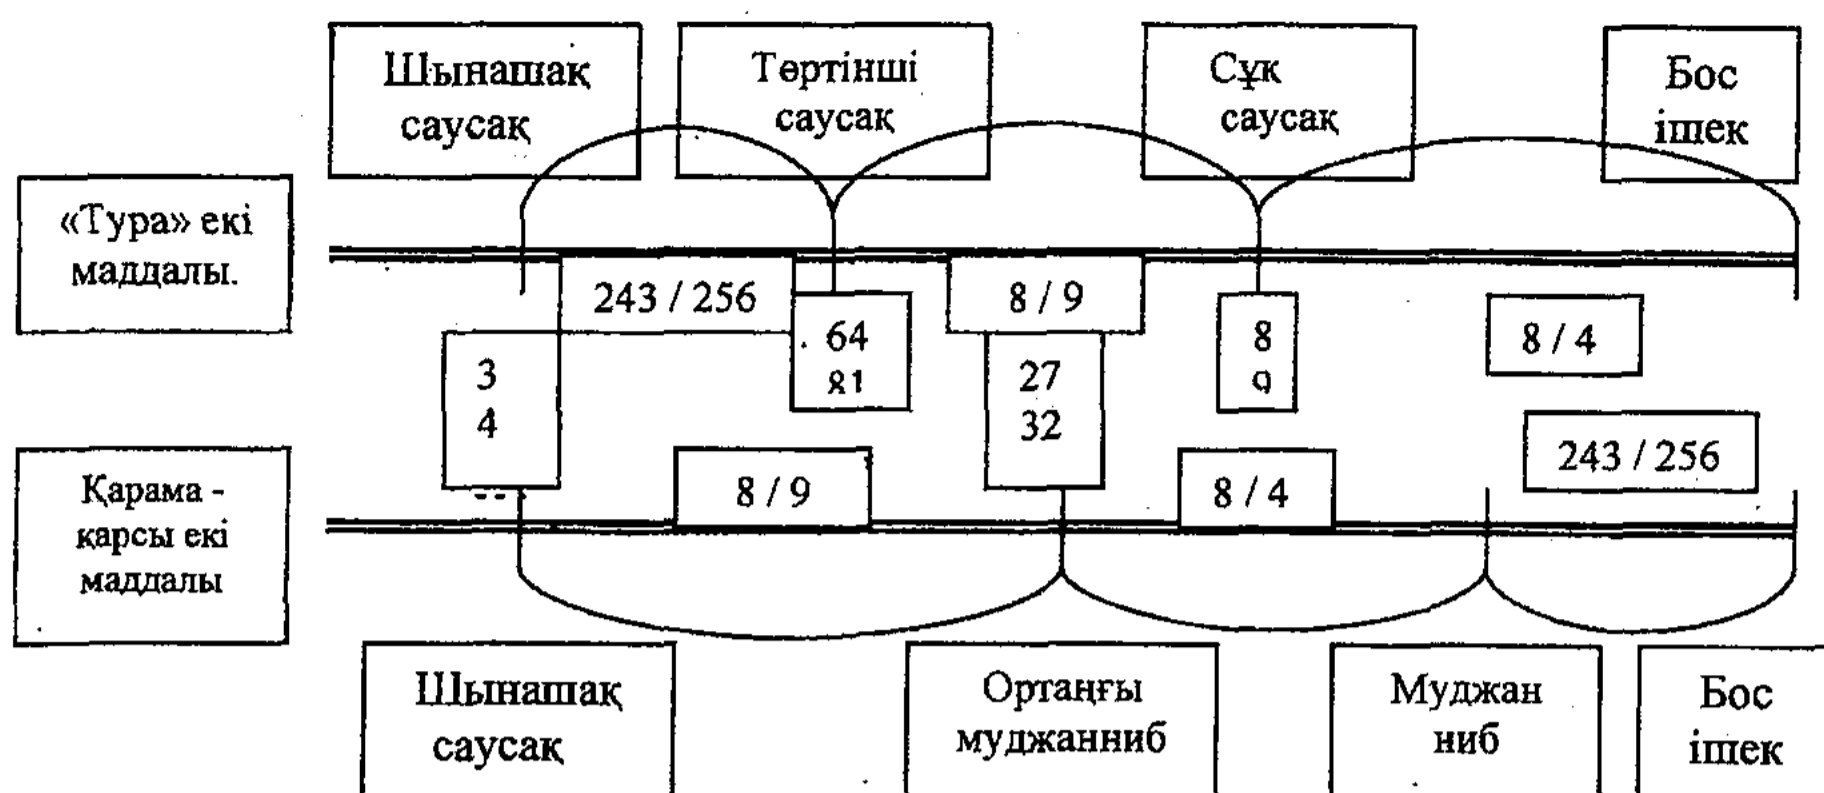 Шынашақ
саусақ
Төртінші
саусақ
Сұқ
саусақ
Бос
ішек
«Тура» екі
маддалы.
243 / 256
8 / 9
64
81
8
9
8 / 4
3
4
27
32
243 / 256
Қарама -
қарсы екі
маддалы
8 / 9
8 / 4
Шынашақ
саусақ
Ортаңғы
муджанниб
Муджан
ниб
Бос
ішек